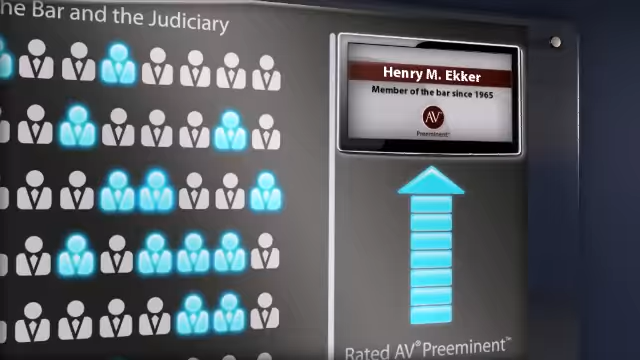 he Bar and the Judiciary
Henry M. Ekker
Member of the bar since 1965
AV
Preeminent
Rated AV® Preeminent™